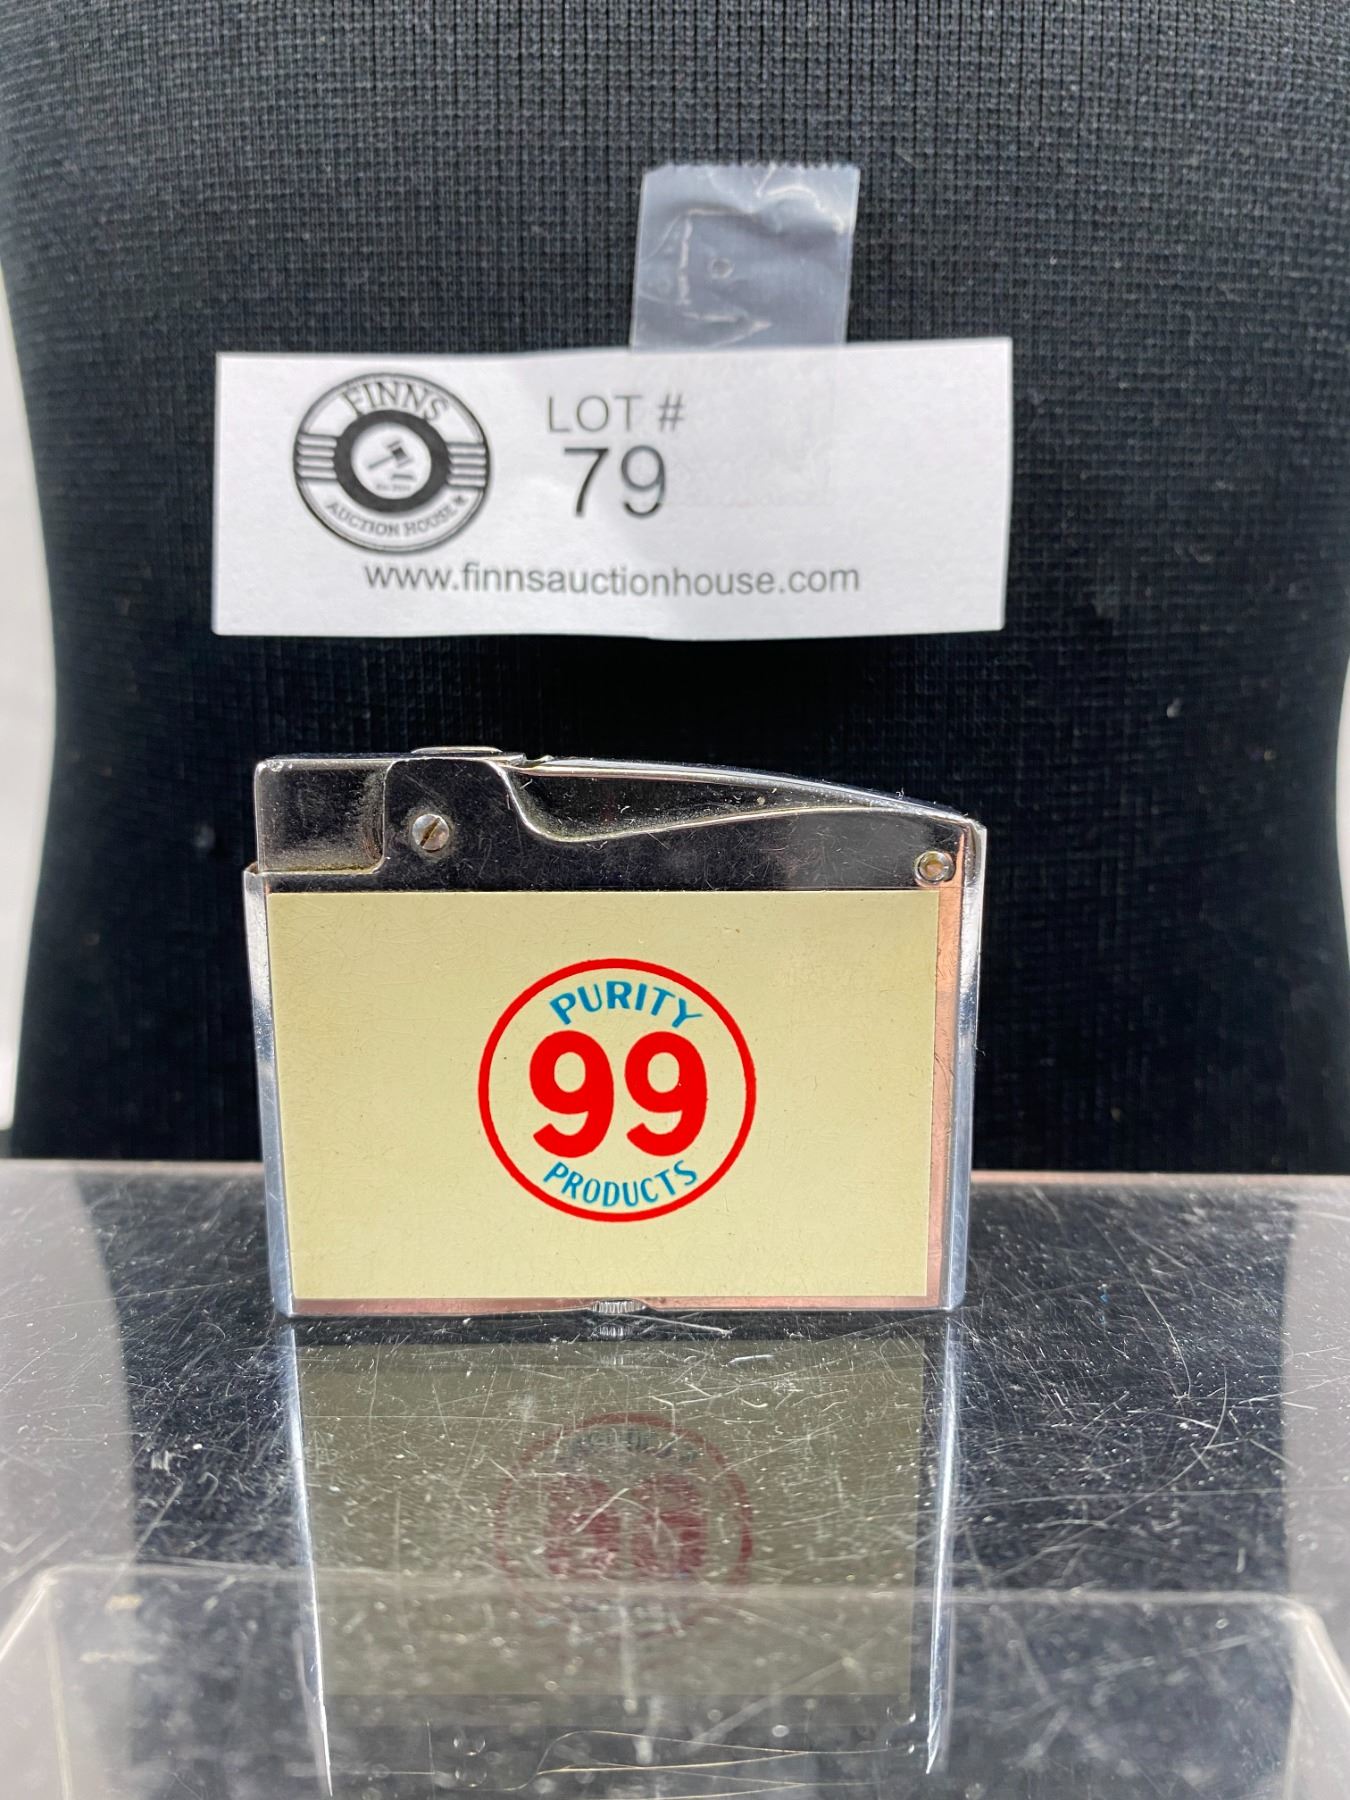 FINNS
AUCTION HOUSE
LOT #
79
www.finnsauctionhouse.com
PURITY
99
PRODUCTS